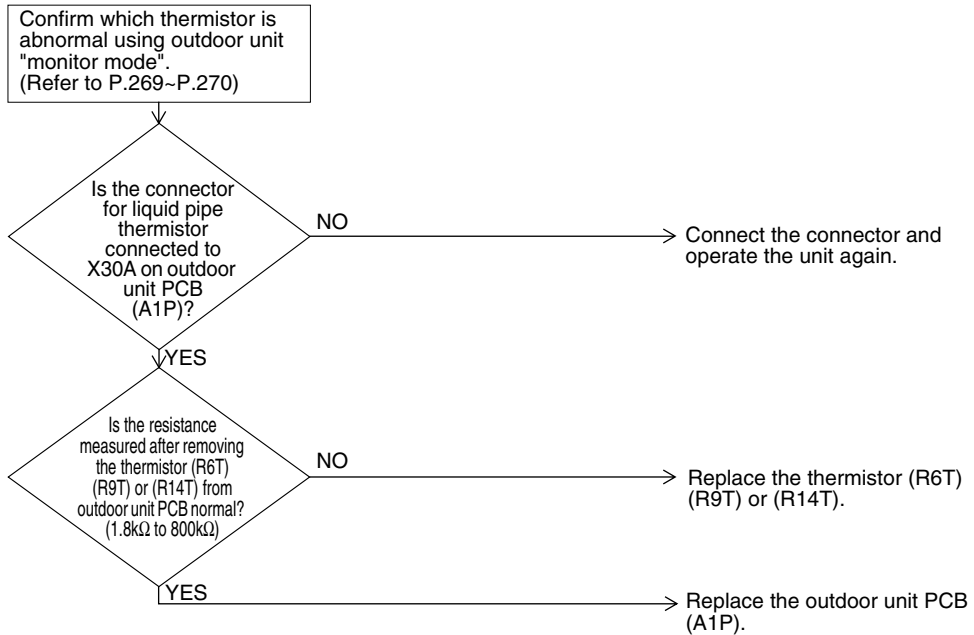 Confirm which thermistor is
abnormal using outdoor unit
"monitor mode".
(Refer to P.269~P.270)
Is the connector
for liquid pipe
thermistor
connected to
X30A on outdoor
unit PCB
(A1P)?
NO
Connect the connector and
operate the unit again.
YES
Is the resistance
measured after removing
the thermistor (R6T)
(R9T) or (R14T) from
outdoor unit PCB normal?
(1.8kΩ to 800kΩ)
NO
Replace the thermistor (R6T)
(R9T) or (R14T).
YES
Replace the outdoor unit PCB
(A1P).